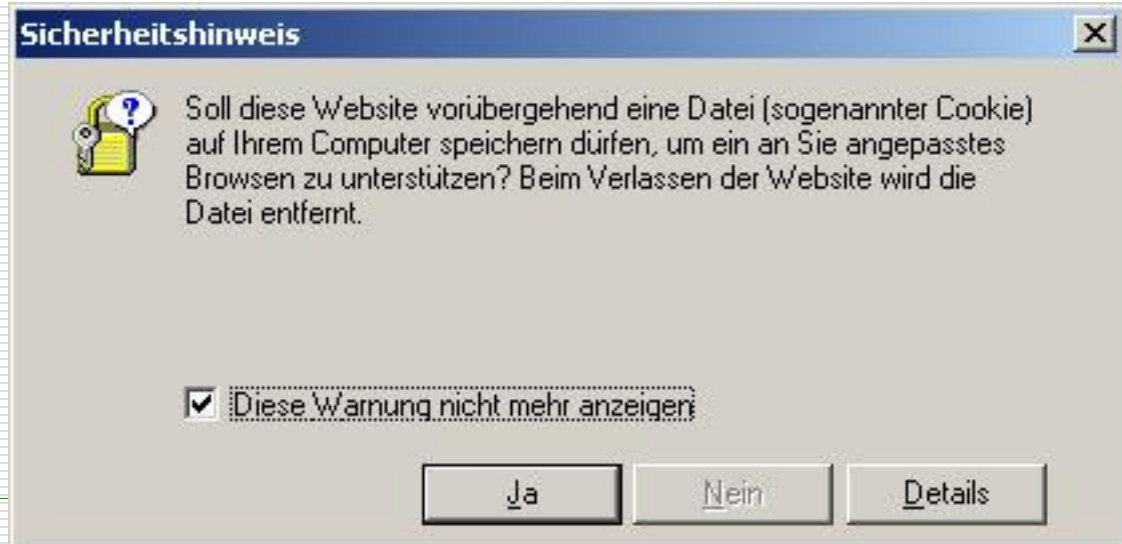 Sicherheitshinweis
Soll diese Website vorübergehend eine Datei (sogenannter Cookie)
auf Ihrem Computer speichern dürfen, um ein an Sie angepasstes
Browsen zu unterstützen? Beim Verlassen der Website wird die
Datei entfernt.
Diese Warnung nicht mehr anzeigen
Ja Nein Details